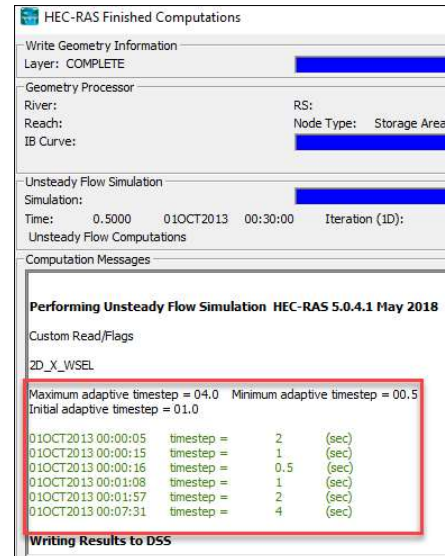 HEC-RAS Finished Computations
Write Geometry Information
Layer: COMPLETE
Geometry Processor
River: RS:
Reach: Node Type: Storage Area
IB Curve:
Unsteady Flow Simulation
Simulation:
Time: 0.5000 01OCT2013 00:30:00 Iteration (1D):
Unsteady Flow Computations
Computation Messages
Performing Unsteady Flow Simulation HEC-RAS 5.0.4.1 May 2018
Custom Read/Flags
2D_X_WSEL
Maximum adaptive timestep = 04.0 Minimum adaptive timestep = 00.5
Initial adaptive timestep = 01.0
01OCT2013 00:00:05 timestep = 2 (sec)
01OCT2013 00:00:15 timestep = 1 (sec)
01OCT2013 00:00:16 timestep = 0.5 (sec)
01OCT2013 00:01:08 timestep = 1 (sec)
01OCT2013 00:01:57 timestep = 2 (sec)
01OCT2013 00:07:31 timestep = 4 (sec)
Writing Results to DSS